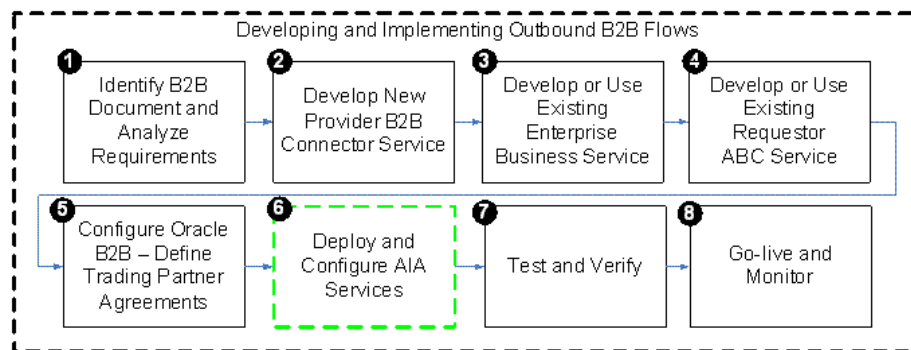 Developing and Implementing Outbound B2B Flows
1
Identify B2B
Document and
Analyze
Requirements
2
Develop New
Provider B2B
Connector Service
3
Develop or Use
Existing
Enterprise
Business Service
4
Develop or Use
Existing
Requestor
ABC Service
5
Configure Oracle
B2B – Define
Trading Partner
Agreements
6
Deploy and
Configure AIA
Services
7
Test and Verify
8
Go-live and
Monitor